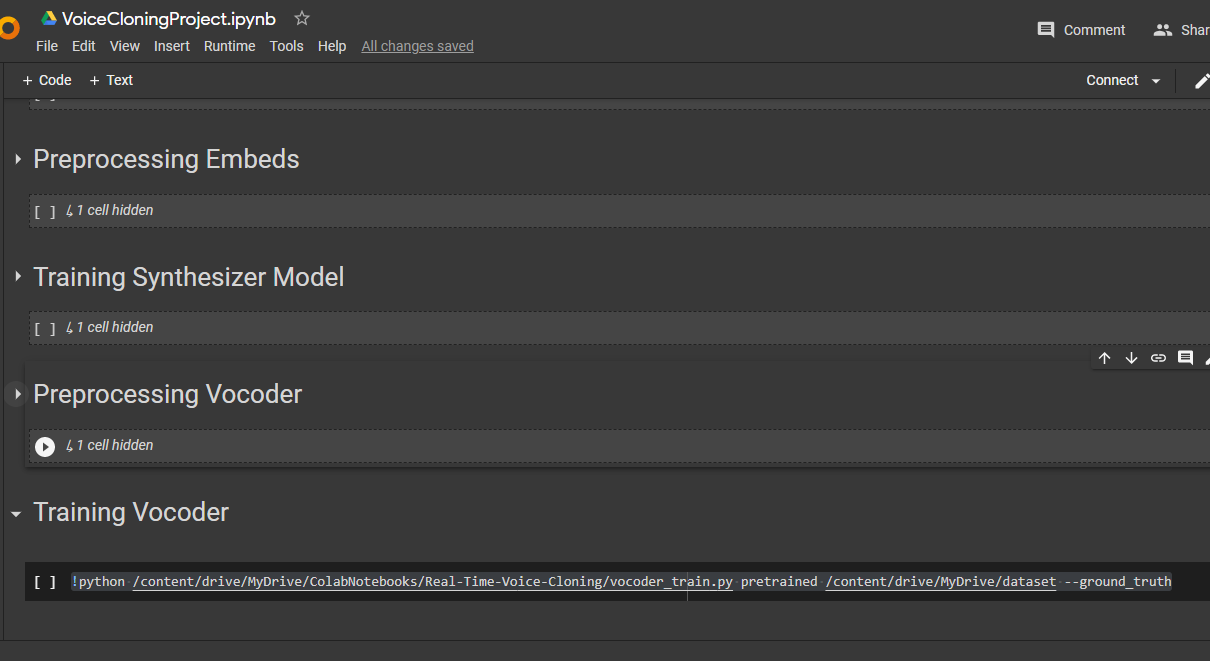 VoiceCloningProject.ipynb
File Edit View Insert Runtime Tools Help All changes saved
Comment
Shar
+ Code + Text
Connect
Preprocessing Embeds
[ ] ↳ 1 cell hidden
Training Synthesizer Model
[ ] ↳ 1 cell hidden
Preprocessing Vocoder
↳ 1 cell hidden
Training Vocoder
[ ] !python /content/drive/MyDrive/ColabNotebooks/Real-Time-Voice-Cloning/vocoder_train.py pretrained /content/drive/MyDrive/dataset --ground_truth